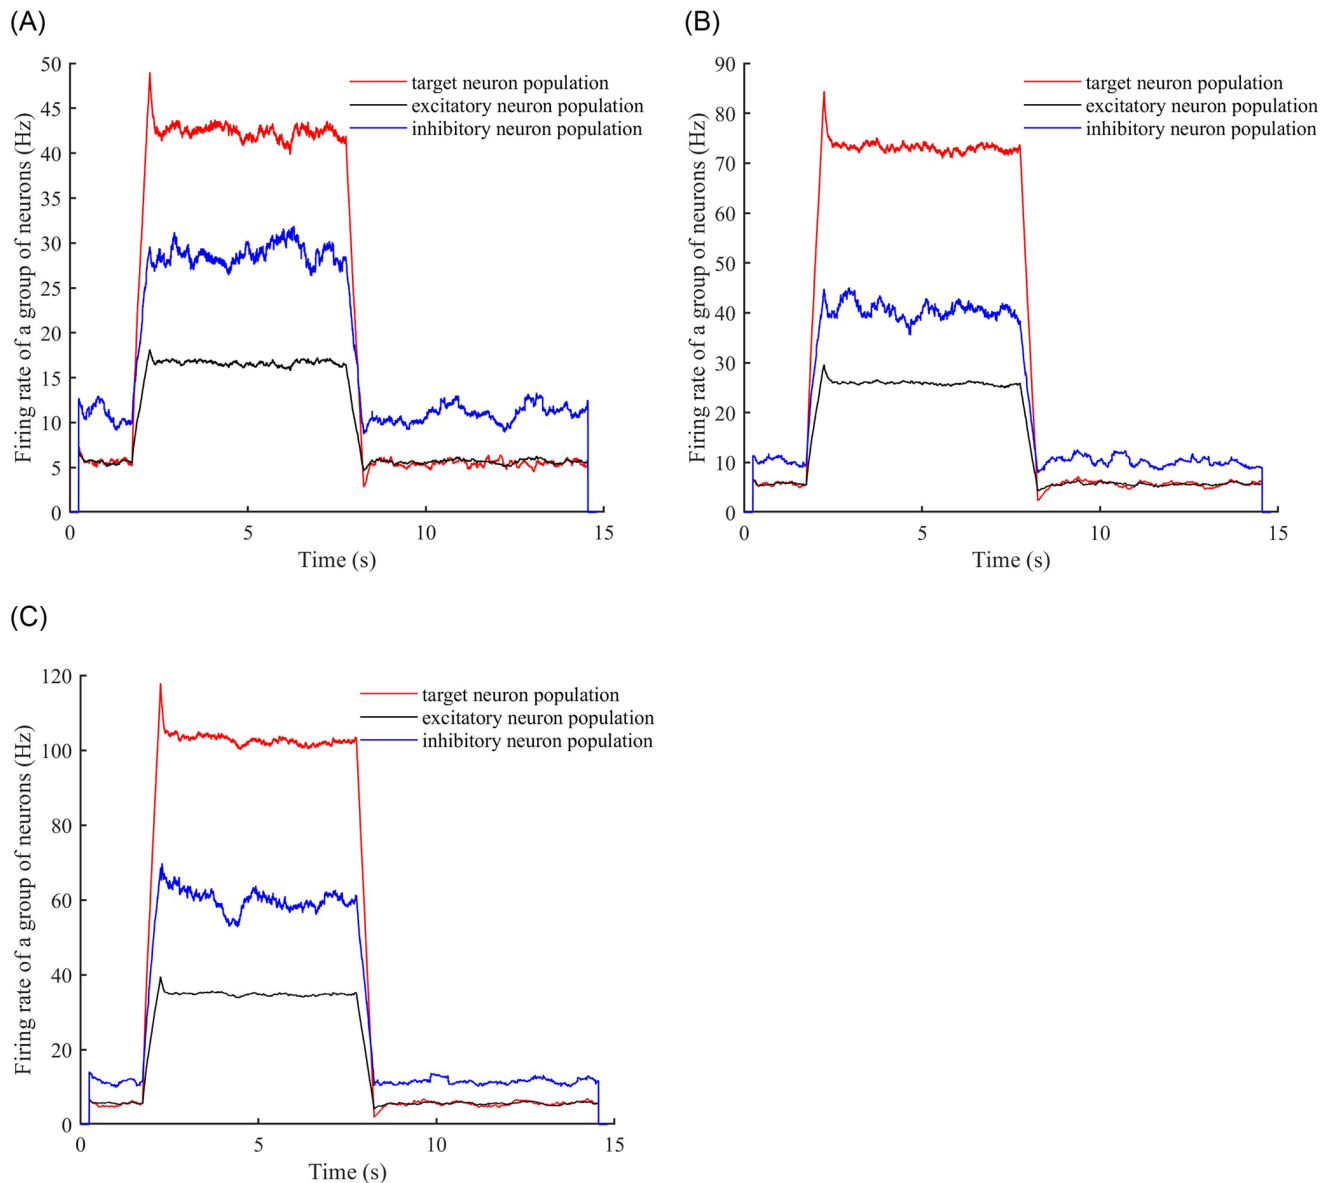 (A)
Firing rate of a group of neurons (Hz)
50
45
40
35
30
25
20
15
10
5
0
target neuron population
excitatory neuron population
inhibitory neuron population
0 5 10 15
Time (s)
(B)
Firing rate of a group of neurons (Hz)
90
80
70
60
50
40
30
20
10
0
target neuron population
excitatory neuron population
inhibitory neuron population
0 5 10 15
Time (s)
(C)
Firing rate of a group of neurons (Hz)
120
100
80
60
40
20
0
target neuron population
excitatory neuron population
inhibitory neuron population
0 5 10 15
Time (s)